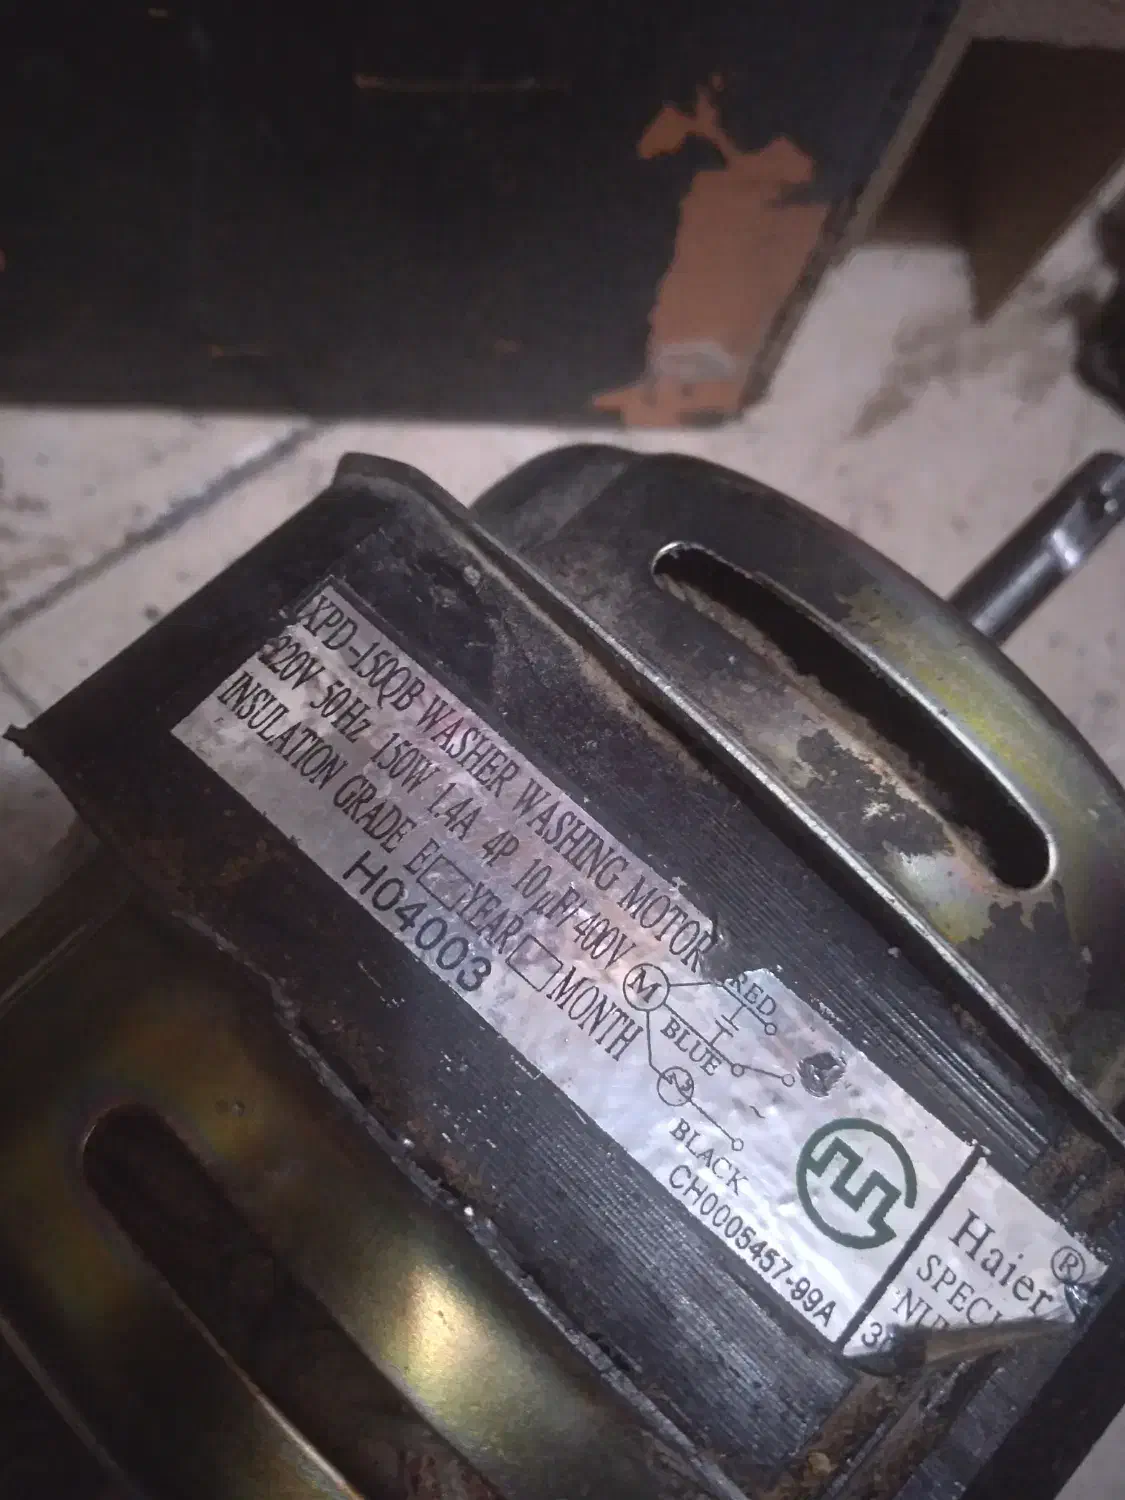 XPD-150QB WASHER WASHING MOTOR
220V 50Hz 150W 1.4A 4P 10μF/400V
INSULATION GRADE E YEAR MONTH
H04003
M
RED
BLUE
~
BLACK
CH0005457-99A
Haier®